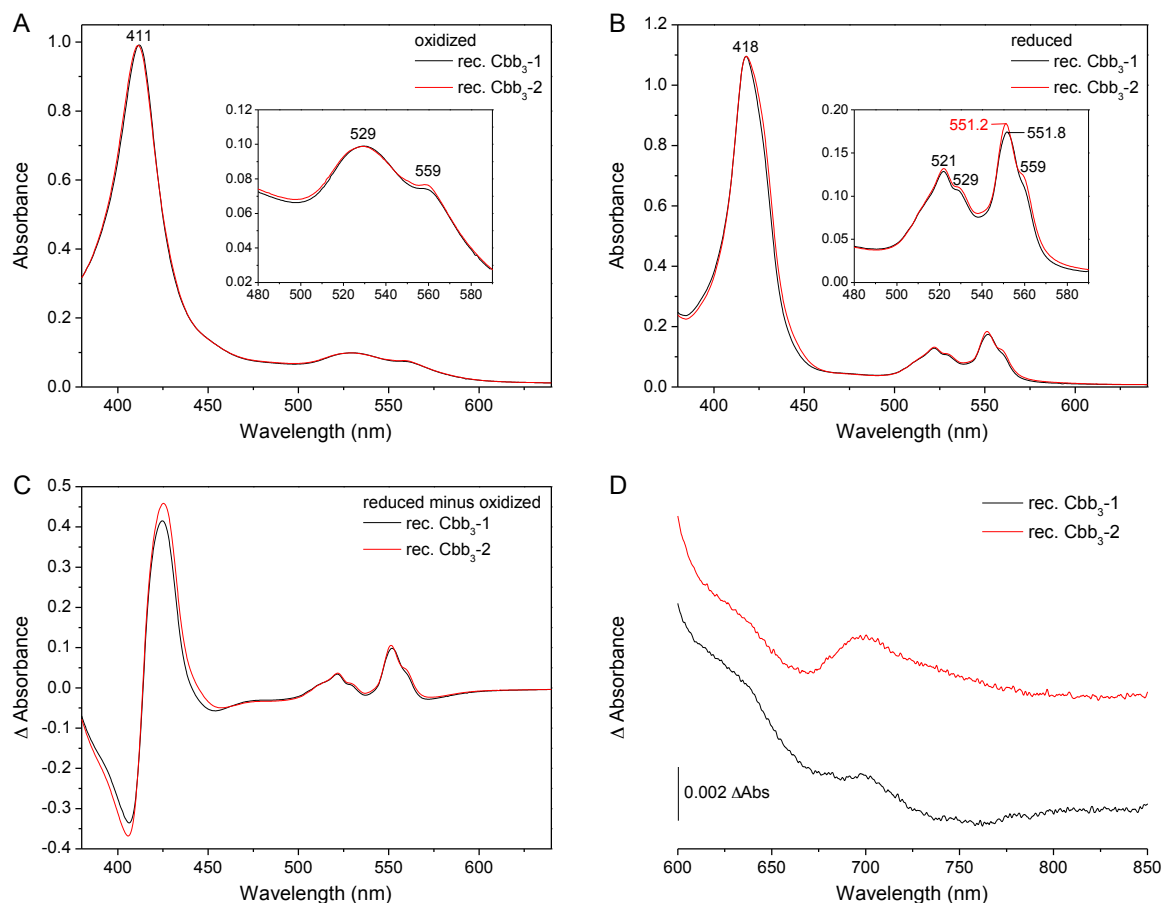 A
411
oxidized
rec. Cbb₃-1
rec. Cbb₃-2
1.0
0.8
0.6
0.4
0.2
0.0
Absorbance
0.12
0.10
0.08
0.06
0.04
0.02
0.00
529
559
480 500 520 540 560 580
400 450 500 550 600
Wavelength (nm)
B
418
reduced
rec. Cbb₃-1
rec. Cbb₃-2
1.2
1.0
0.8
0.6
0.4
0.2
0.0
Absorbance
0.20
0.15
0.10
0.05
0.00
551.2
551.8
521
529
559
480 500 520 540 560 580
400 450 500 550 600
Wavelength (nm)
C
reduced minus oxidized
rec. Cbb₃-1
rec. Cbb₃-2
0.5
0.4
0.3
0.2
0.1
0.0
-0.1
-0.2
-0.3
-0.4
Δ Absorbance
400 450 500 550 600
Wavelength (nm)
D
rec. Cbb₃-1
rec. Cbb₃-2
Δ Absorbance
0.002 ΔAbs
600 650 700 750 800 850
Wavelength (nm)